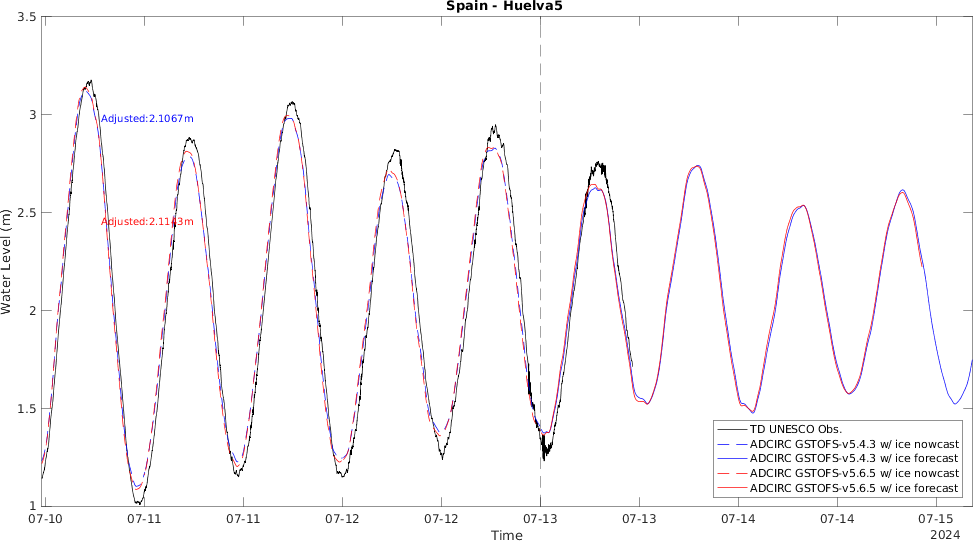 Spain - Huelva5
3.5
3
2.5
2
1.5
1
Water Level (m)
Adjusted:2.1067m
Adjusted:2.1143m
07-10
07-11
07-11
07-12
07-12
07-13
07-13
07-14
07-14
07-15
2024
Time
TD UNESCO Obs.
ADCIRC GSTOFS-v5.4.3 w/ ice nowcast
ADCIRC GSTOFS-v5.4.3 w/ ice forecast
ADCIRC GSTOFS-v5.6.5 w/ ice nowcast
ADCIRC GSTOFS-v5.6.5 w/ ice forecast